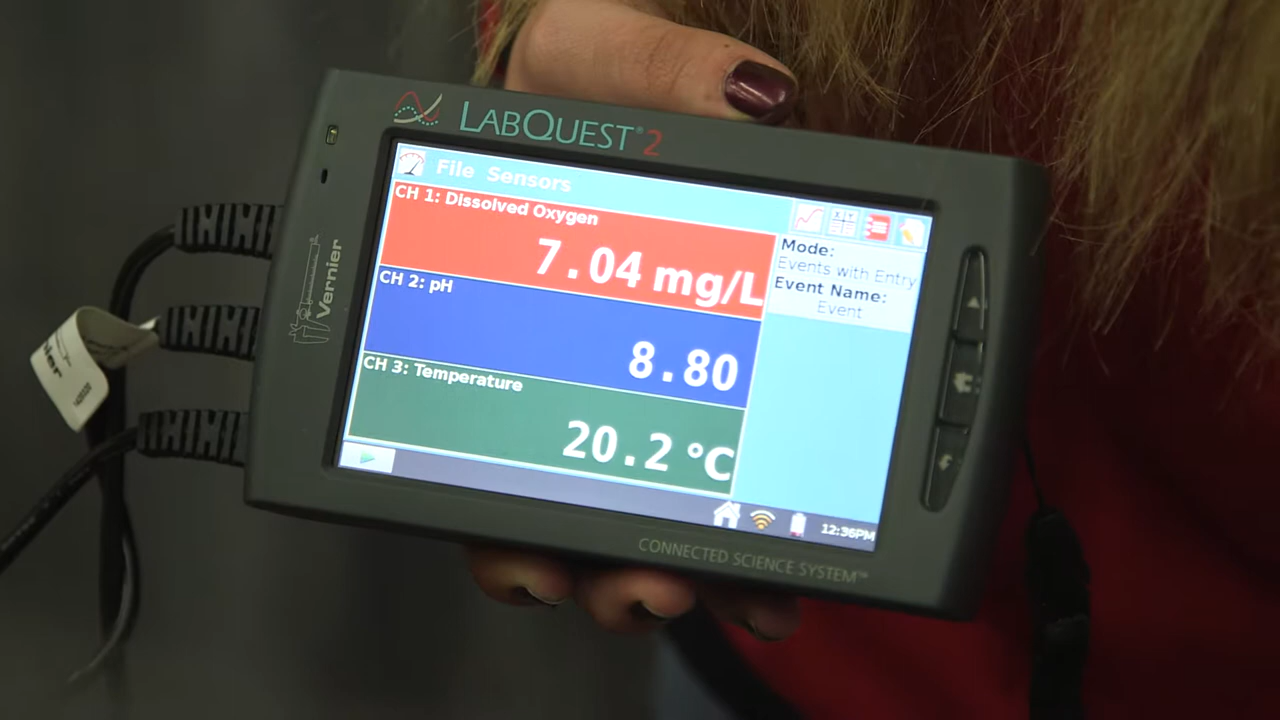 LABQUEST® 2
File Sensors
CH 1: Dissolved Oxygen
7.04 mg/L
CH 2: pH
8.80
CH 3: Temperature
20.2 °C
Mode:
Events with Entry
Event Name:
Event
12:36PM
CONNECTED SCIENCE SYSTEM™
Vernier
nier